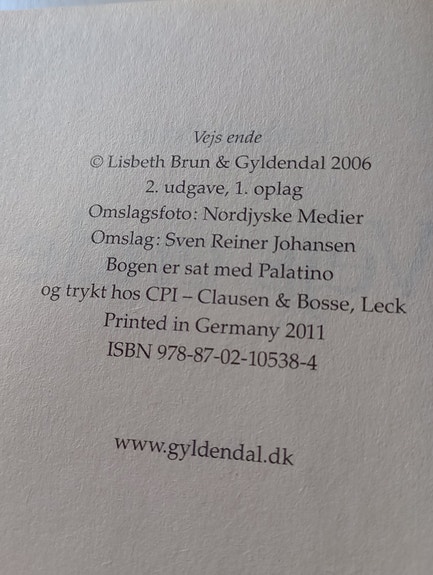 Vejs ende
© Lisbeth Brun & Gyldendal 2006
2. udgave, 1. oplag
Omslagsfoto: Nordjyske Medier
Omslag: Sven Reiner Johansen
Bogen er sat med Palatino
og trykt hos CPI – Clausen & Bosse, Leck
Printed in Germany 2011
ISBN 978-87-02-10538-4
www.gyldendal.dk